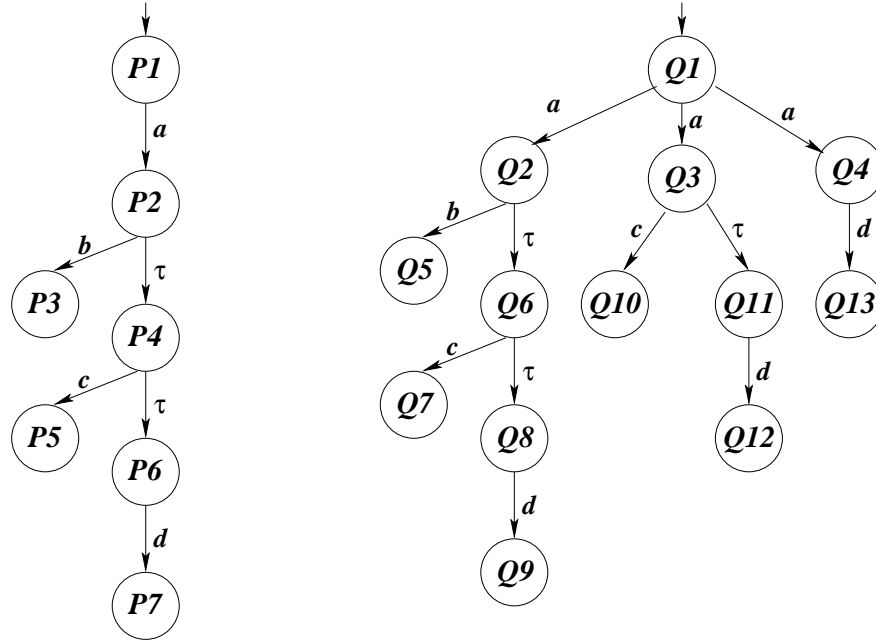 P1
a
P2
b
τ
P3
P4
c
τ
P5
P6
d
P7
Q1
a
a
a
Q2
Q3
Q4
b
τ
c
τ
d
Q5
Q6
Q10
Q11
Q13
c
τ
d
Q7
Q8
Q12
d
Q9